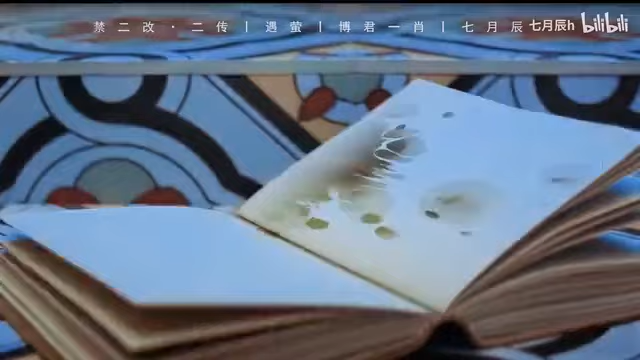 禁 二 改 · 二 传 | 遇 萤 | 博 君 一 肖 | 七 月 辰 七月辰h bilibili